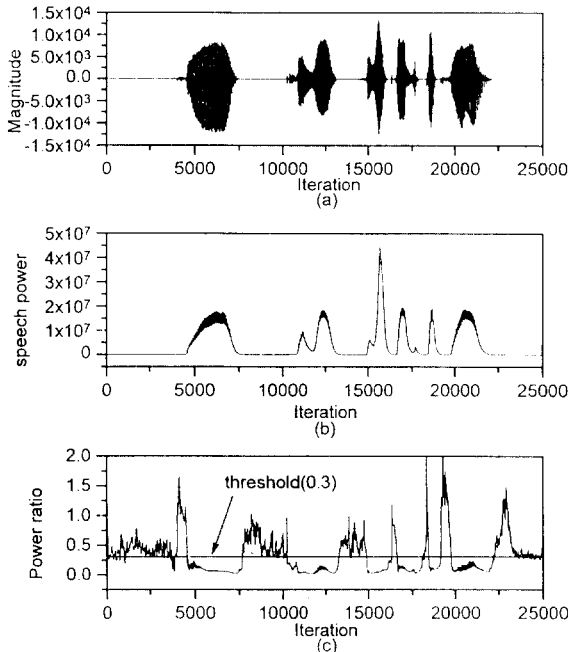 1.5x10⁴
1.0x10⁴
5.0x10³
0.0
-5.0x10³
-1.0x10⁴
-1.5x10⁴
Magnitude
0 5000 10000 15000 20000 25000
Iteration
(a)
5x10⁷
4x10⁷
3x10⁷
2x10⁷
1x10⁷
0
speech power
0 5000 10000 15000 20000 25000
Iteration
(b)
2.0
1.5
1.0
0.5
0.0
Power ratio
threshold(0.3)
0 5000 10000 15000 20000 25000
Iteration
(c)